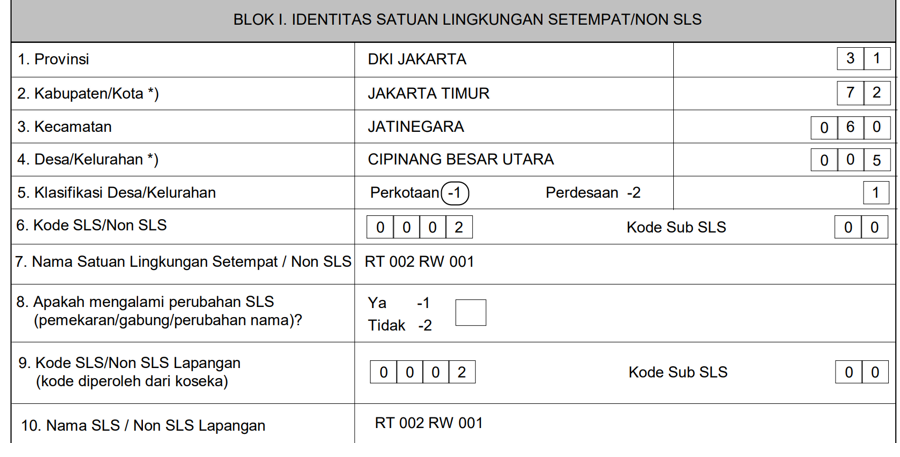 BLOK I. IDENTITAS SATUAN LINGKUNGAN SETEMPAT/NON SLS
1. Provinsi DKI JAKARTA 3 1
2. Kabupaten/Kota *) JAKARTA TIMUR 7 2
3. Kecamatan JATINEGARA 0 6 0
4. Desa/Kelurahan *) CIPINANG BESAR UTARA 0 0 5
5. Klasifikasi Desa/Kelurahan Perkotaan -1 Perdesaan -2 1
6. Kode SLS/Non SLS 0 0 0 2 Kode Sub SLS 0 0
7. Nama Satuan Lingkungan Setempat / Non SLS RT 002 RW 001
8. Apakah mengalami perubahan SLS
(pemekaran/gabung/perubahan nama)?
Ya -1
Tidak -2
9. Kode SLS/Non SLS Lapangan
(kode diperoleh dari koseka)
0 0 0 2 Kode Sub SLS 0 0
10. Nama SLS / Non SLS Lapangan RT 002 RW 001